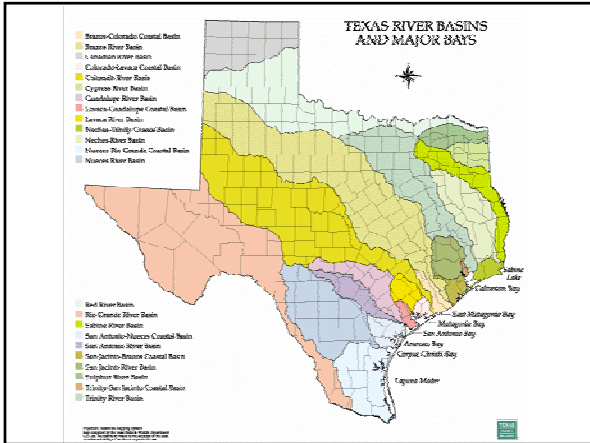 TEXAS RIVER BASINS
AND MAJOR BAYS
Brazos-Colorado Coastal Basin
Brazos River Basin
Canadian River Basin
Colorado-Lavaca Coastal Basin
Colorado River Basin
Cypress River Basin
Guadalupe River Basin
Lavaca-Guadalupe Coastal Basin
Lavaca River Basin
Neches-Trinity Coastal Basin
Neches River Basin
Nueces-Rio Grande Coastal Basin
Nueces River Basin
Sabine
Lake
Galveston Bay
East Matagorda Bay
Matagorda Bay
San Antonio Bay
Aransas Bay
Corpus Christi Bay
Laguna Madre
Red River Basin
Rio Grande River Basin
Sabine River Basin
San Antonio-Nueces Coastal Basin
San Antonio River Basin
San Jacinto-Brazos Coastal Basin
San Jacinto River Basin
Sulphur River Basin
Trinity-San Jacinto Coastal Basin
Trinity River Basin
TEXAS